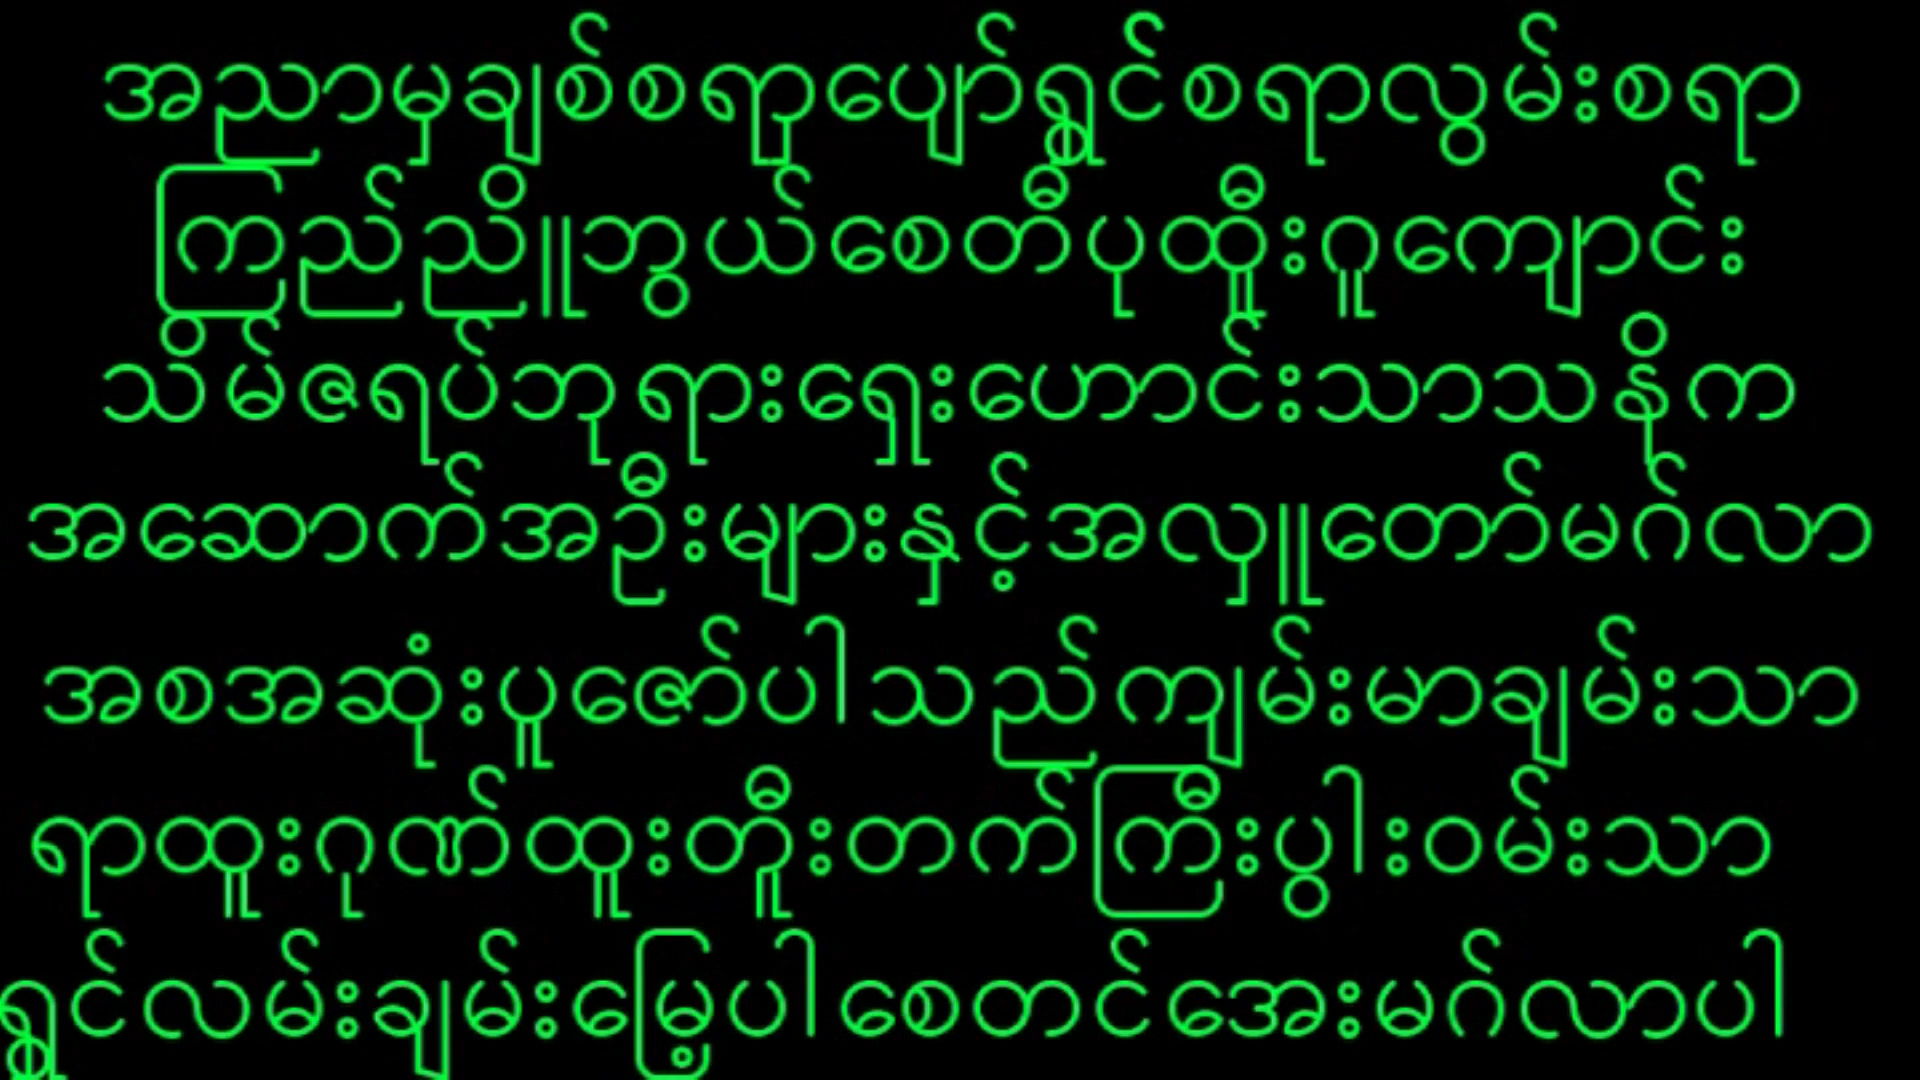 အညာမှချစ်စရာ့ပျော်ရွှင်စရာလွမ်းစရာ
ကြည်ညိူဘွယ်စေတီပုထိူးဂူကျောင်း
သိမ်ဇရပ်ဘုရားရှေးဟောင်းသာသနိုက
အဆောက်အဦးများနှင့်အလှူတော်မင်္ဂလာ
အစအဆုံးပူဇော်ပါသည်ကျမ်းမာချမ်းသာ
ရာထူးဂုဏ်ထူးတိူးတက်ကြီးပွါးဝမ်းသာ
ရွှင်လမ်းချမ်းမြေ့ပါစေတင်အေးမင်္ဂလာပါ